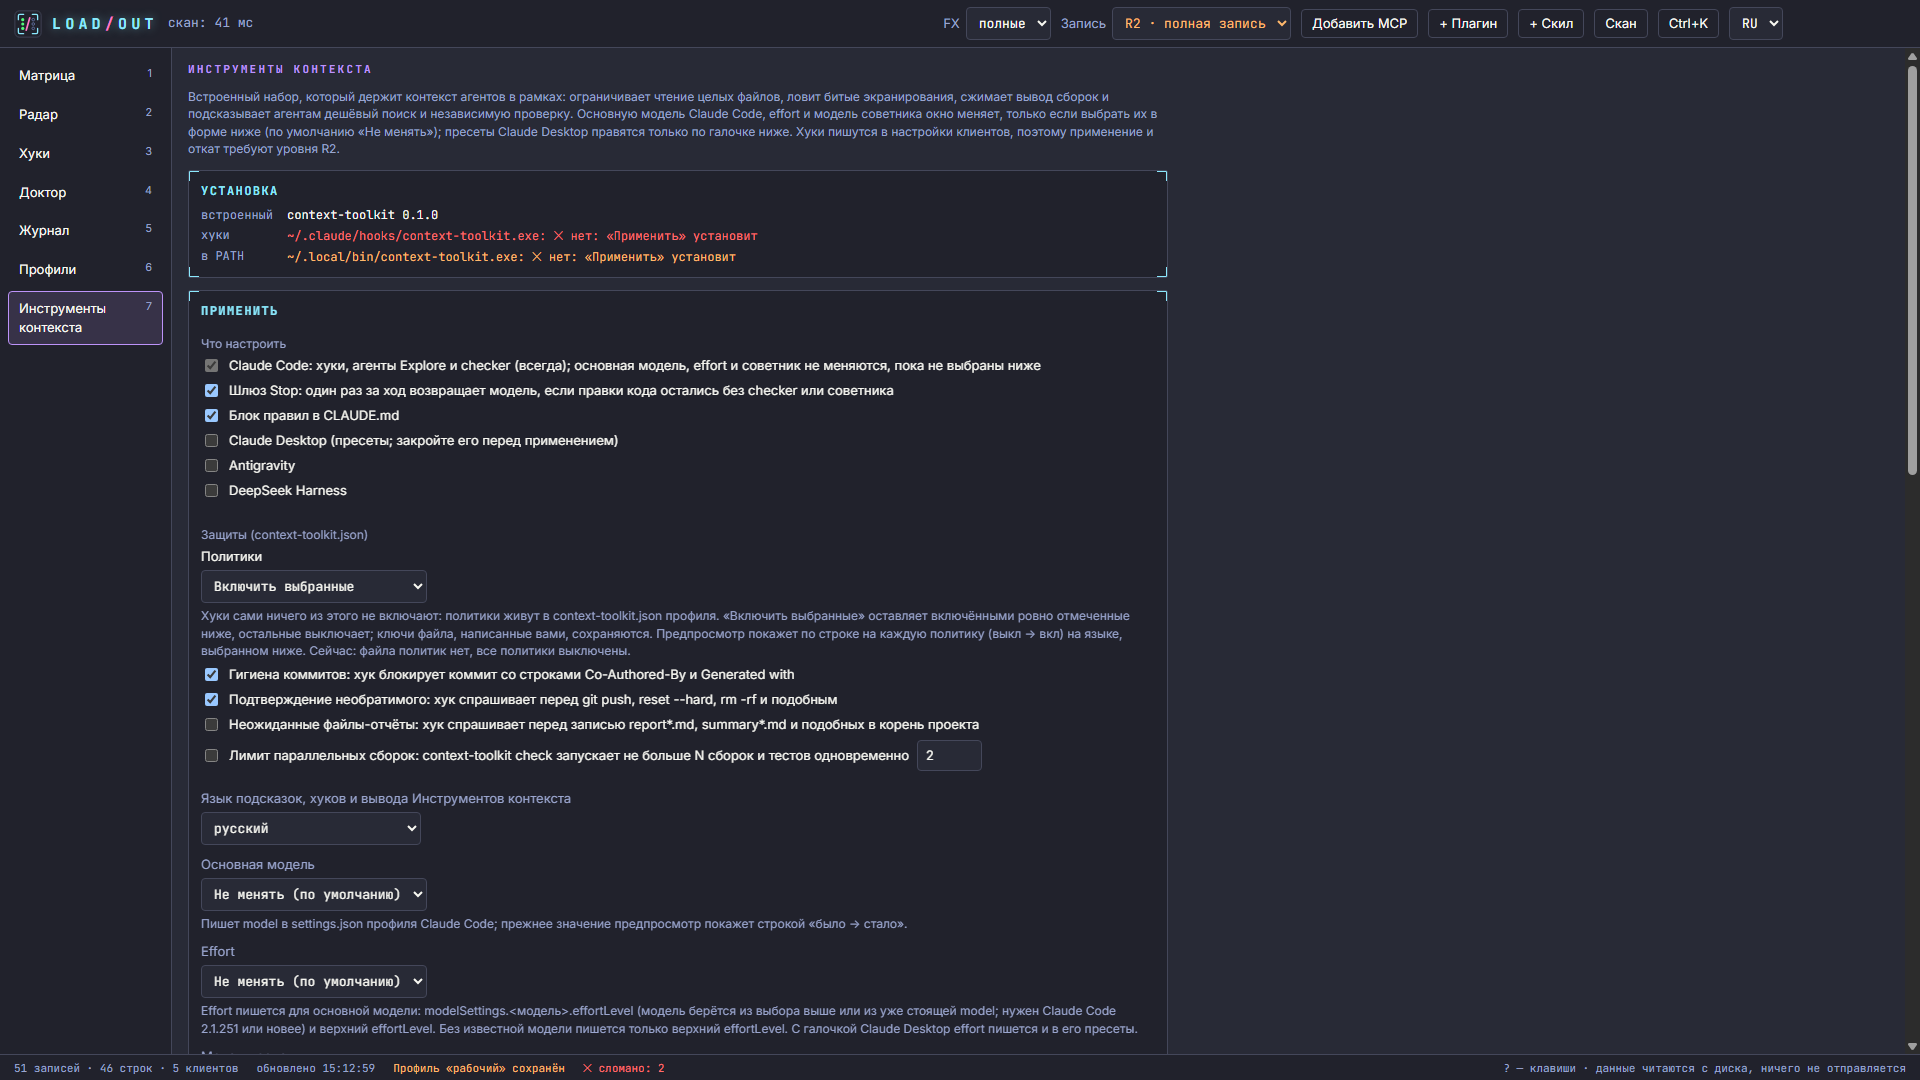 LOAD/OUT скан: 41 мс
FX полные Запись R2 · полная запись Добавить MCP + Плагин + Скил Скан Ctrl+K RU
Матрица 1
Радар 2
Хуки 3
Доктор 4
Журнал 5
Профили 6
Инструменты контекста 7
ИНСТРУМЕНТЫ КОНТЕКСТА
Встроенный набор, который держит контекст агентов в рамках: ограничивает чтение целых файлов, ловит битые экранирования, сжимает вывод сборок и
подсказывает агентам дешёвый поиск и независимую проверку. Основную модель Claude Code, effort и модель советника окно меняет, только если выбрать их в
форме ниже (по умолчанию «Не менять»); пресеты Claude Desktop правятся только по галочке ниже. Хуки пишутся в настройки клиентов, поэтому применение и
откат требуют уровня R2.
УСТАНОВКА
встроенный context-toolkit 0.1.0
хуки ~/.claude/hooks/context-toolkit.exe: ✕ нет: «Применить» установит
в PATH ~/.local/bin/context-toolkit.exe: ✕ нет: «Применить» установит
ПРИМЕНИТЬ
Что настроить
Claude Code: хуки, агенты Explore и checker (всегда); основная модель, effort и советник не меняются, пока не выбраны ниже
Шлюз Stop: один раз за ход возвращает модель, если правки кода остались без checker или советника
Блок правил в CLAUDE.md
Claude Desktop (пресеты; закройте его перед применением)
Antigravity
DeepSeek Harness
Защиты (context-toolkit.json)
Политики
Включить выбранные
Хуки сами ничего из этого не включают: политики живут в context-toolkit.json профиля. «Включить выбранные» оставляет включёнными ровно отмеченные
ниже, остальные выключает; ключи файла, написанные вами, сохраняются. Предпросмотр покажет по строке на каждую политику (выкл → вкл) на языке,
выбранном ниже. Сейчас: файла политик нет, все политики выключены.
Гигиена коммитов: хук блокирует коммит со строками Co-Authored-By и Generated with
Подтверждение необратимого: хук спрашивает перед git push, reset --hard, rm -rf и подобным
Неожиданные файлы-отчёты: хук спрашивает перед записью report*.md, summary*.md и подобных в корень проекта
Лимит параллельных сборок: context-toolkit check запускает не больше N сборок и тестов одновременно 2
Язык подсказок, хуков и вывода Инструментов контекста
русский
Основная модель
Не менять (по умолчанию)
Пишет model в settings.json профиля Claude Code; прежнее значение предпросмотр покажет строкой «было → стало».
Effort
Не менять (по умолчанию)
Effort пишется для основной модели: modelSettings.<модель>.effortLevel (модель берётся из выбора выше или из уже стоящей model; нужен Claude Code
2.1.251 или новее) и верхний effortLevel. Без известной модели пишется только верхний effortLevel. С галочкой Claude Desktop effort пишется и в его пресеты.
51 записей · 46 строк · 5 клиентов обновлено 15:12:59 Профиль «рабочий» сохранён ✕ сломано: 2
? — клавиши · данные читаются с диска, ничего не отправляется